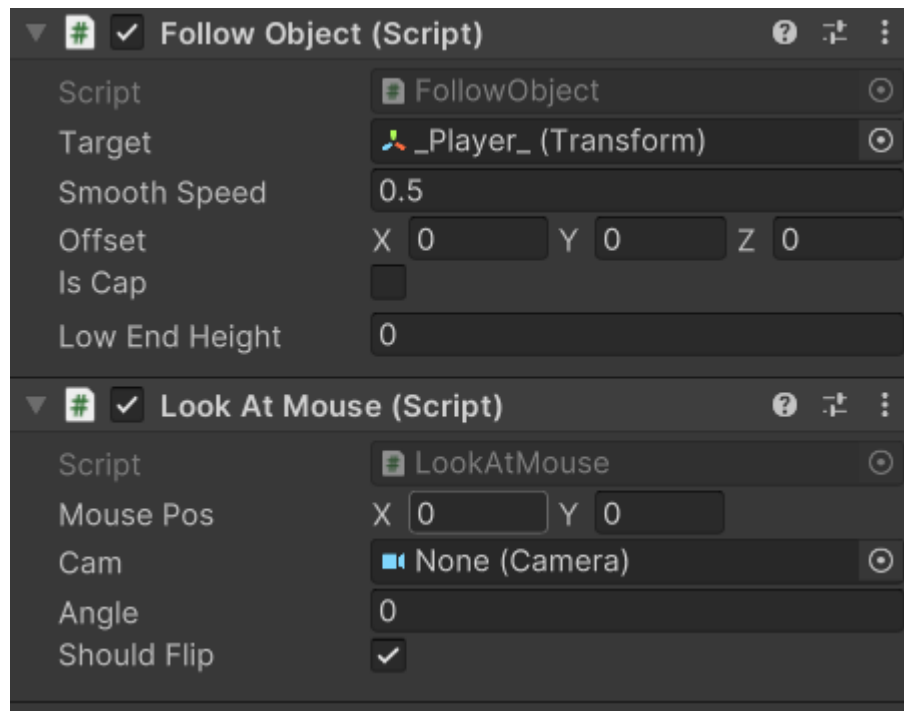 Follow Object (Script)
Script FollowObject
Target _Player_ (Transform)
Smooth Speed 0.5
Offset X 0 Y 0 Z 0
Is Cap
Low End Height 0
Look At Mouse (Script)
Script LookAtMouse
Mouse Pos X 0 Y 0
Cam None (Camera)
Angle 0
Should Flip